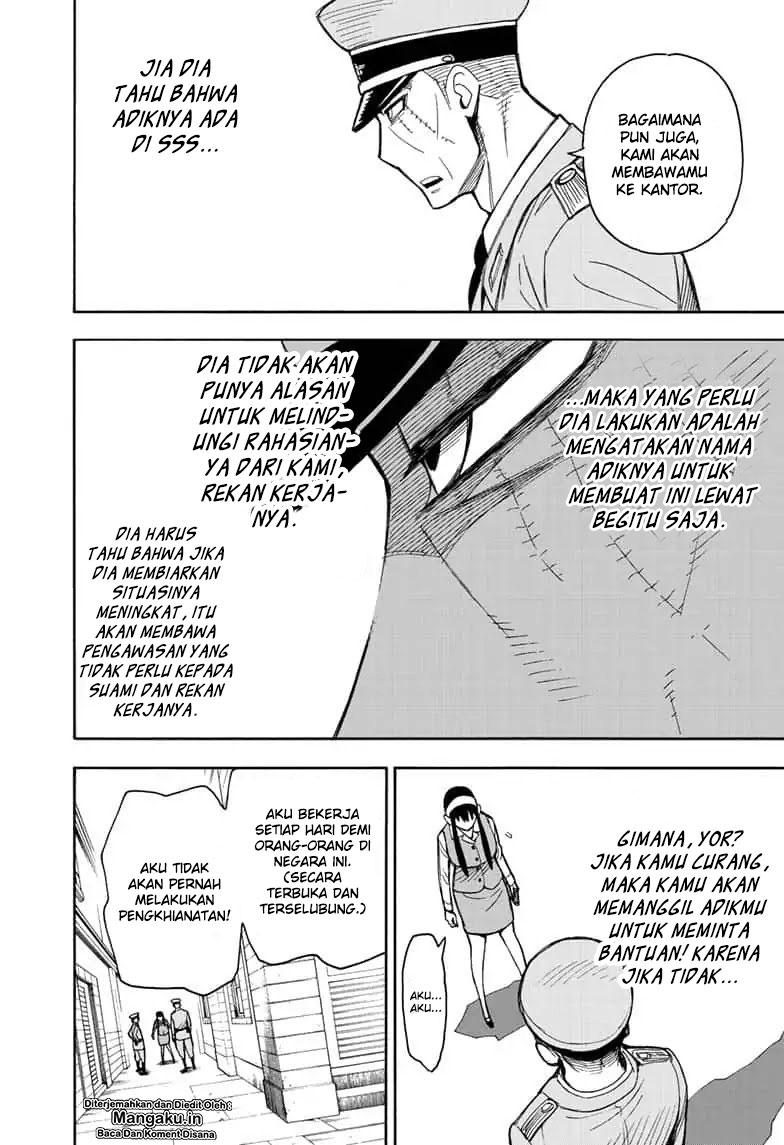 BAGAIMANA
PUN JUGA,
KAMI AKAN
MEMBAWAMU
KE KANTOR.
JIA DIA
TAHU BAHWA
ADIKNYA ADA
DI SSS...
...MAKA YANG PERLU
DIA LAKUKAN ADALAH
MENGATAKAN NAMA
ADIKNYA UNTUK
MEMBUAT INI LEWAT
BEGITU SAJA.
DIA TIDAK AKAN
PUNYA ALASAN
UNTUK MELIND-
UNGI RAHASIAN-
YA DARI KAMI,
REKAN KERJA-
NYA.
DIA HARUS
TAHU BAHWA JIKA
DIA MEMBIARKAN
SITUASINYA
MENINGKAT, ITU
AKAN MEMBAWA
PENGAWASAN YANG
TIDAK PERLU KEPADA
SUAMI DAN REKAN
KERJANYA.
GIMANA, YOR?
JIKA KAMU CURANG,
MAKA KAMU AKAN
MEMANGGIL ADIKMU
UNTUK MEMINTA
BANTUAN! KARENA
JIKA TIDAK...
AKU...
AKU...
AKU BEKERJA
SETIAP HARI DEMI
ORANG-ORANG DI
NEGARA INI.
(SECARA
TERBUKA DAN
TERSELUBUNG.)
AKU TIDAK
AKAN PERNAH
MELAKUKAN
PENGKHIANATAN!
Diterjemahkan dan Diedit Oleh :
Mangaku.in
Baca Dan Koment Disana